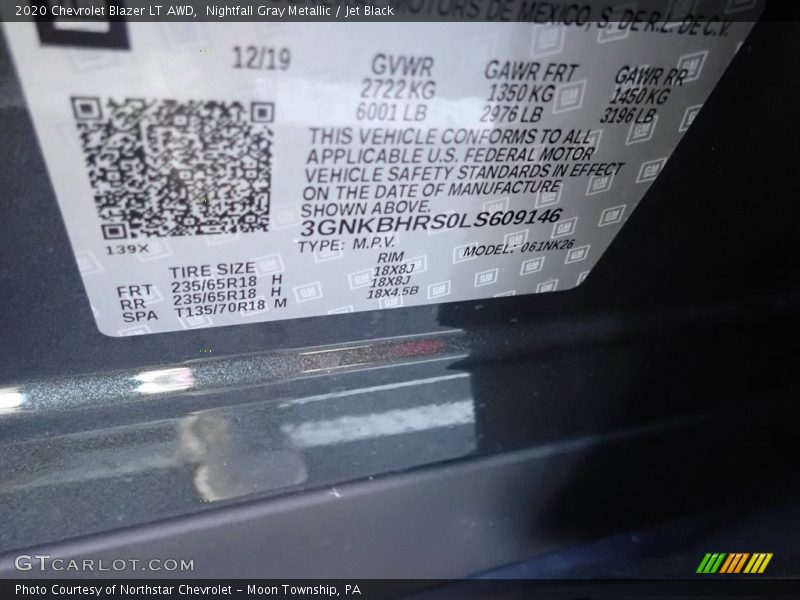 2020 Chevrolet Blazer LT AWD, Nightfall Gray Metallic / Jet Black
MOTORS DE MEXICO, S. DE R.L. DE C.V.
12/19 GVWR GAWR FRT GAWR RR
2722 KG 1350 KG 1450 KG
6001 LB 2976 LB 3196 LB
THIS VEHICLE CONFORMS TO ALL
APPLICABLE U.S. FEDERAL MOTOR
VEHICLE SAFETY STANDARDS IN EFFECT
ON THE DATE OF MANUFACTURE
SHOWN ABOVE.
3GNKBHRS0LS609146
139X TYPE: M.P.V. MODEL: 061NK26
TIRE SIZE RIM
FRT 235/65R18 H 18X8J
RR 235/65R18 H 18X8J
SPA T135/70R18 M 18X4.5B
GTCARLOT.COM
Photo Courtesy of Northstar Chevrolet - Moon Township, PA